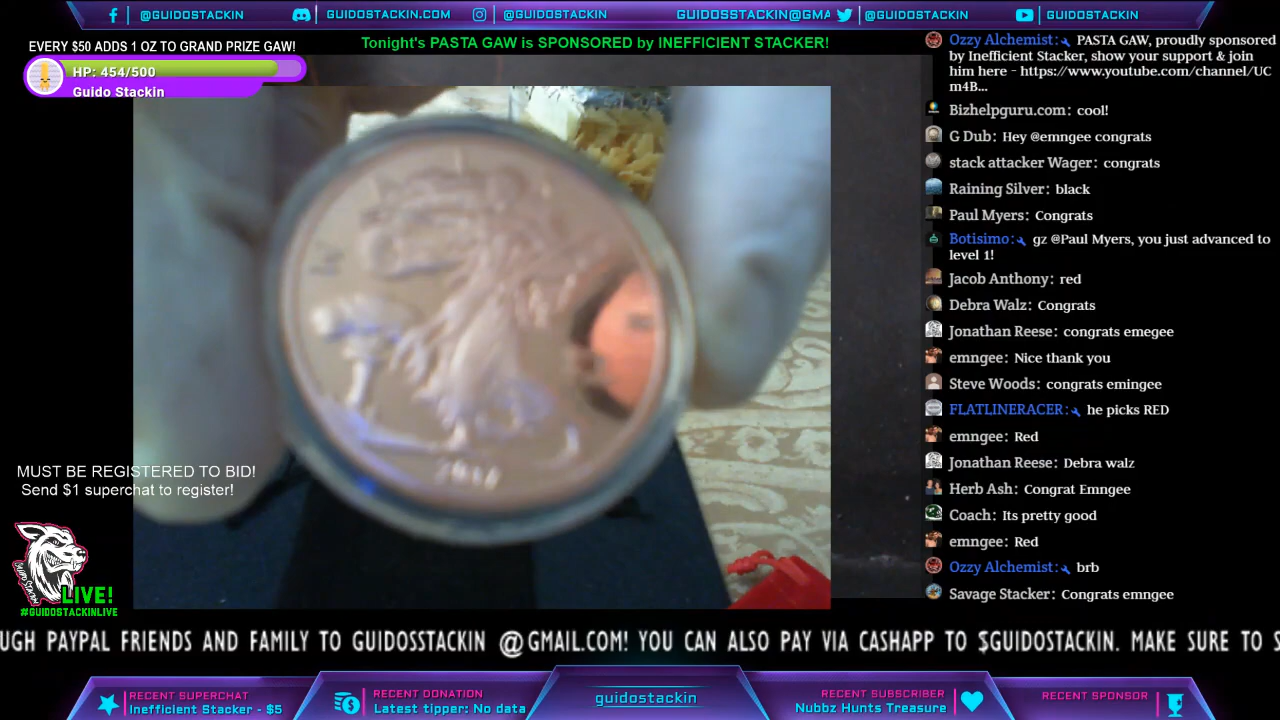 @GUIDOSTACKIN
GUIDOSTACKIN.COM
@GUIDOSTACKIN
GUIDOSSTACKIN@GMA
@GUIDOSTACKIN
GUIDOSTACKIN
EVERY $50 ADDS 1 OZ TO GRAND PRIZE GAW!
HP: 454/500
Guido Stackin
Tonight's PASTA GAW is SPONSORED by INEFFICIENT STACKER!
Ozzy Alchemist: PASTA GAW, proudly sponsored
by Inefficient Stacker, show your support & join
him here - https://www.youtube.com/channel/UC
m4B...
Bizhelpguru.com: cool!
G Dub: Hey @emngee congrats
stack attacker Wager: congrats
Raining Silver: black
Paul Myers: Congrats
Botisimo: gz @Paul Myers, you just advanced to
level 1!
Jacob Anthony: red
Debra Walz: Congrats
Jonathan Reese: congrats emegee
emngee: Nice thank you
Steve Woods: congrats emingee
FLATLINERACER: he picks RED
emngee: Red
Jonathan Reese: Debra walz
Herb Ash: Congrat Emngee
Coach: Its pretty good
emngee: Red
Ozzy Alchemist: brb
Savage Stacker: Congrats emngee
MUST BE REGISTERED TO BID!
Send $1 superchat to register!
GUIDO STACKIN
LIVE!
#GUIDOSTACKINLIVE
UGH PAYPAL FRIENDS AND FAMILY TO GUIDOSSTACKIN @GMAIL.COM! YOU CAN ALSO PAY VIA CASHAPP TO $GUIDOSTACKIN. MAKE SURE TO S
RECENT SUPERCHAT
Inefficient Stacker - $5
RECENT DONATION
Latest tipper: No data
guidostackin
RECENT SUBSCRIBER
Nubbz Hunts Treasure
RECENT SPONSOR